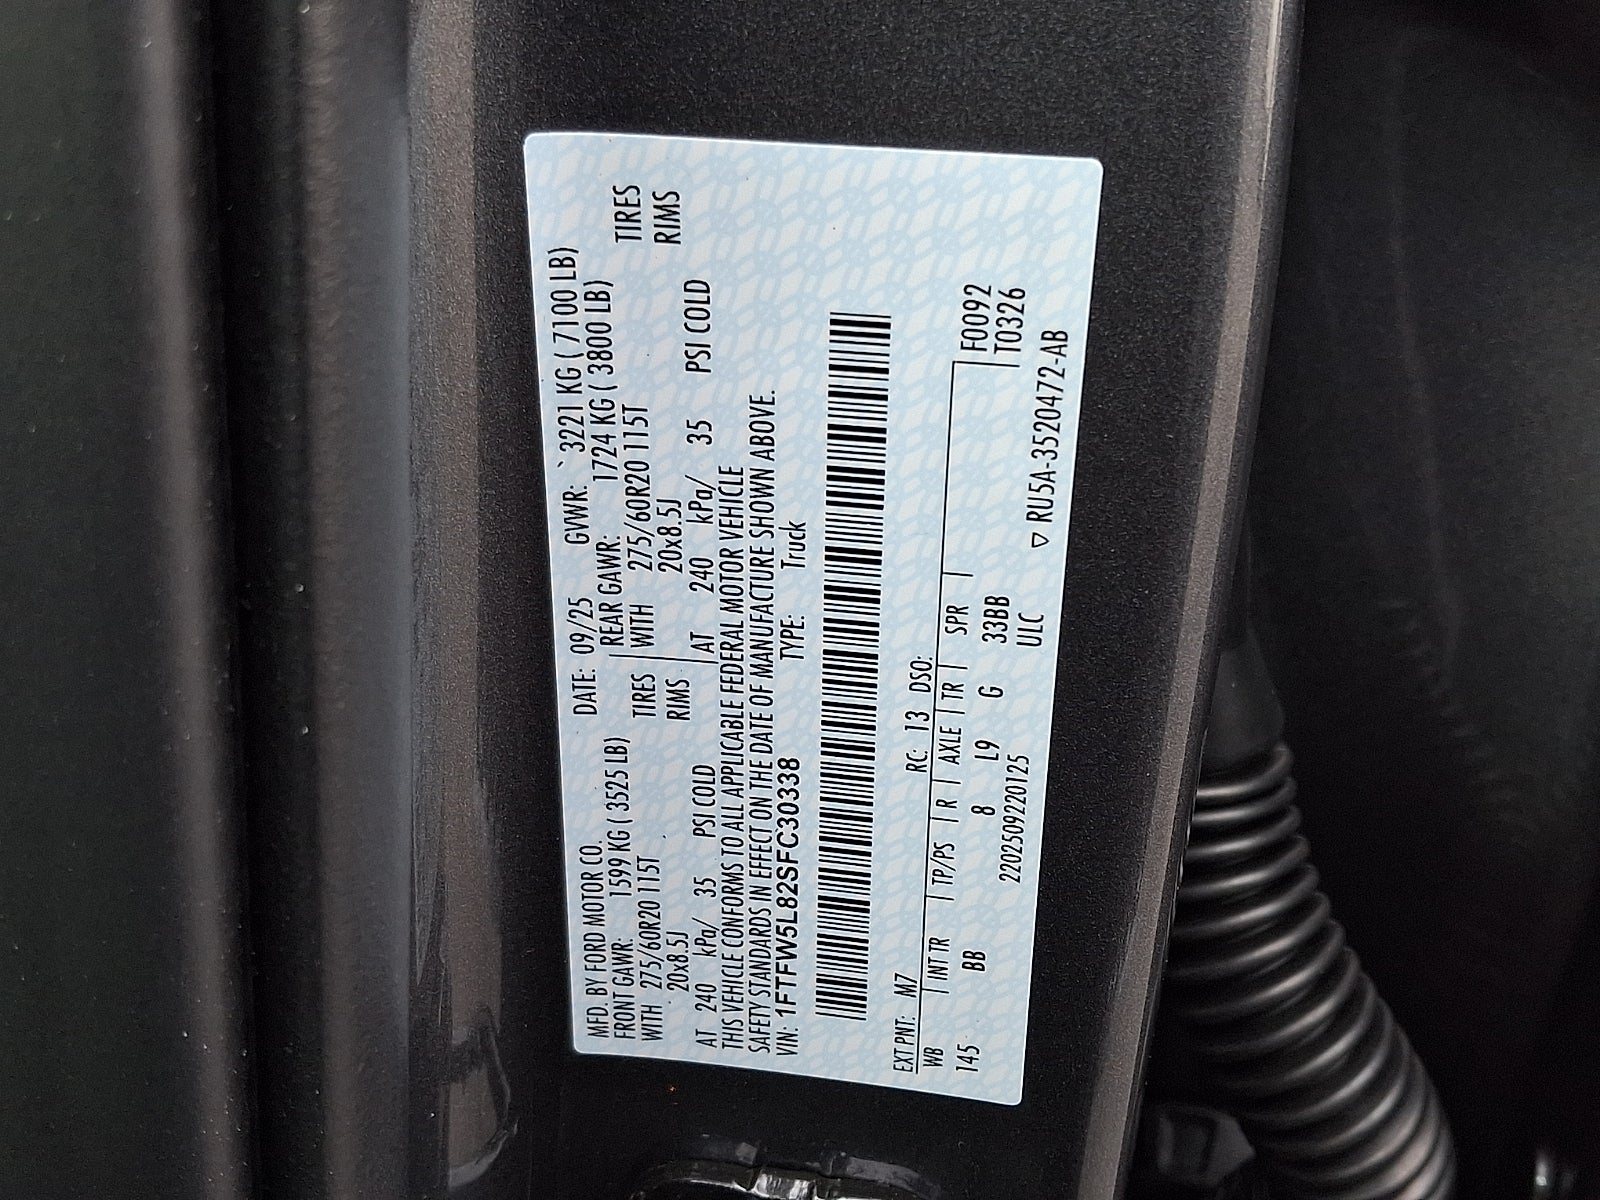 MFD. BY FORD MOTOR CO. DATE: 09/25 GVWR: 3221 KG ( 7100 LB)
FRONT GAWR: 1599 KG ( 3525 LB) REAR GAWR: 1724 KG ( 3800 LB)
WITH 275/60R20 115T TIRES WITH 275/60R20 115T TIRES
20x8.5J RIMS 20x8.5J RIMS
AT 240 kPa/ 35 PSI COLD AT 240 kPa/ 35 PSI COLD
THIS VEHICLE CONFORMS TO ALL APPLICABLE FEDERAL MOTOR VEHICLE
SAFETY STANDARDS IN EFFECT ON THE DATE OF MANUFACTURE SHOWN ABOVE.
VIN: 1FTFW5L82SFC30338 TYPE: Truck
EXT PNT: M7 RC: 13 DSO:
WB INT TR TP/PS R AXLE TR SPR F0092
145 BB 8 L9 G 33BB T0326
2202509220125 ULC
▽ RU5A-3520472-AB